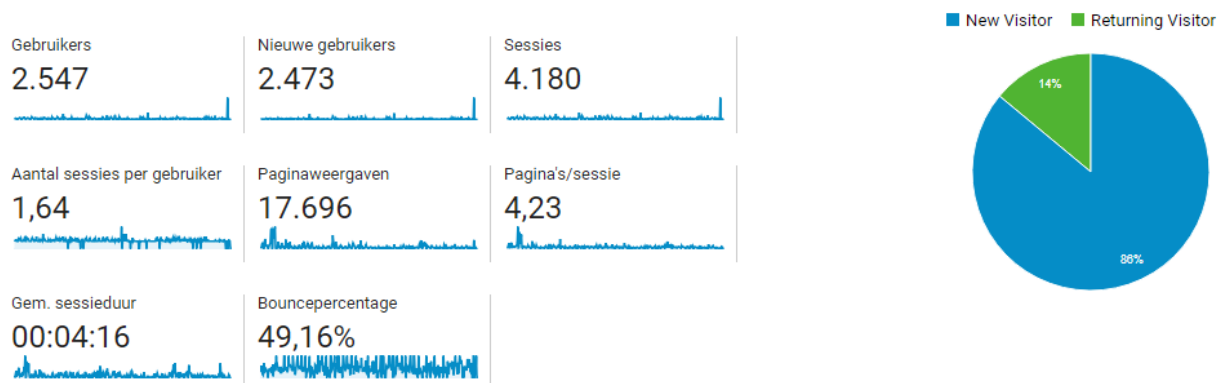 New Visitor Returning Visitor
Gebruikers Nieuwe gebruikers Sessies
2.547 2.473 4.180
14%
Aantal sessies per gebruiker Paginaweergaven Pagina's/sessie
1,64 17.696 4,23
86%
Gem. sessieduur Bouncepercentage
00:04:16 49,16%